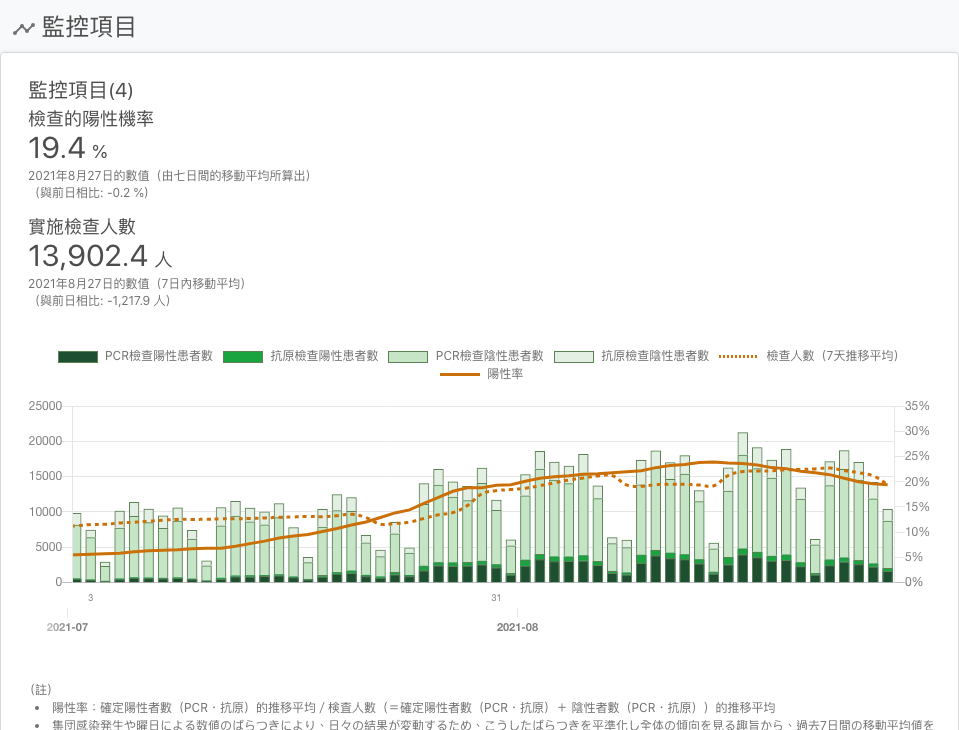 監控項目
監控項目(4)
檢查的陽性機率
19.4 %
2021年8月27日的數值（由七日間的移動平均所算出）
（與前日相比: -0.2 %）
實施檢查人數
13,902.4 人
2021年8月27日的數值（7日內移動平均）
（與前日相比: -1,217.9 人）
PCR檢查陽性患者數 抗原檢查陽性患者數 PCR檢查陰性患者數 抗原檢查陰性患者數 檢查人數（7天推移平均）
陽性率
25000 35%
30%
20000
25%
15000 20%
15%
10000
10%
5000 5%
0 0%
3 31
2021-07 2021-08
（註）
• 陽性率：確定陽性者數（PCR・抗原）的推移平均 / 検査人數（＝確定陽性者數（PCR・抗原）＋ 陰性者數（PCR・抗原））的推移平均
• 集団感染発生や曜日による数値のばらつきにより、日々の結果が変動するため、こうしたばらつきを平準化し全体の傾向を見る趣旨から、過去7日間の移動平均値を